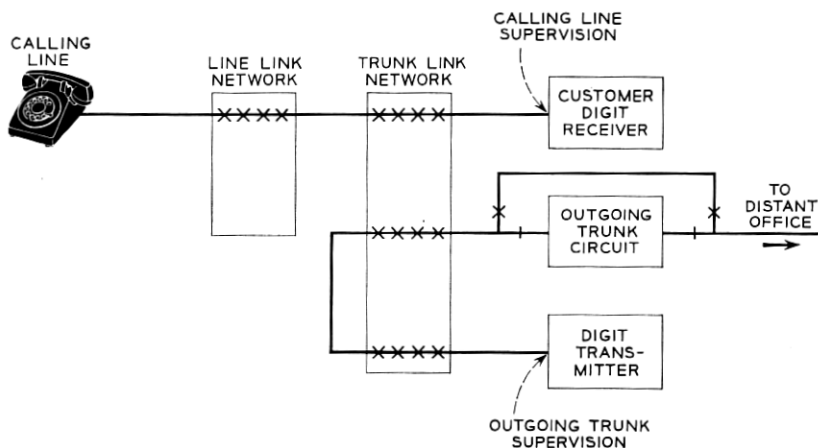 CALLING
LINE
LINE LINK
NETWORK
TRUNK LINK
NETWORK
CALLING LINE
SUPERVISION
CUSTOMER
DIGIT
RECEIVER
OUTGOING
TRUNK
CIRCUIT
TO
DISTANT
OFFICE
DIGIT
TRANS-
MITTER
OUTGOING TRUNK
SUPERVISION